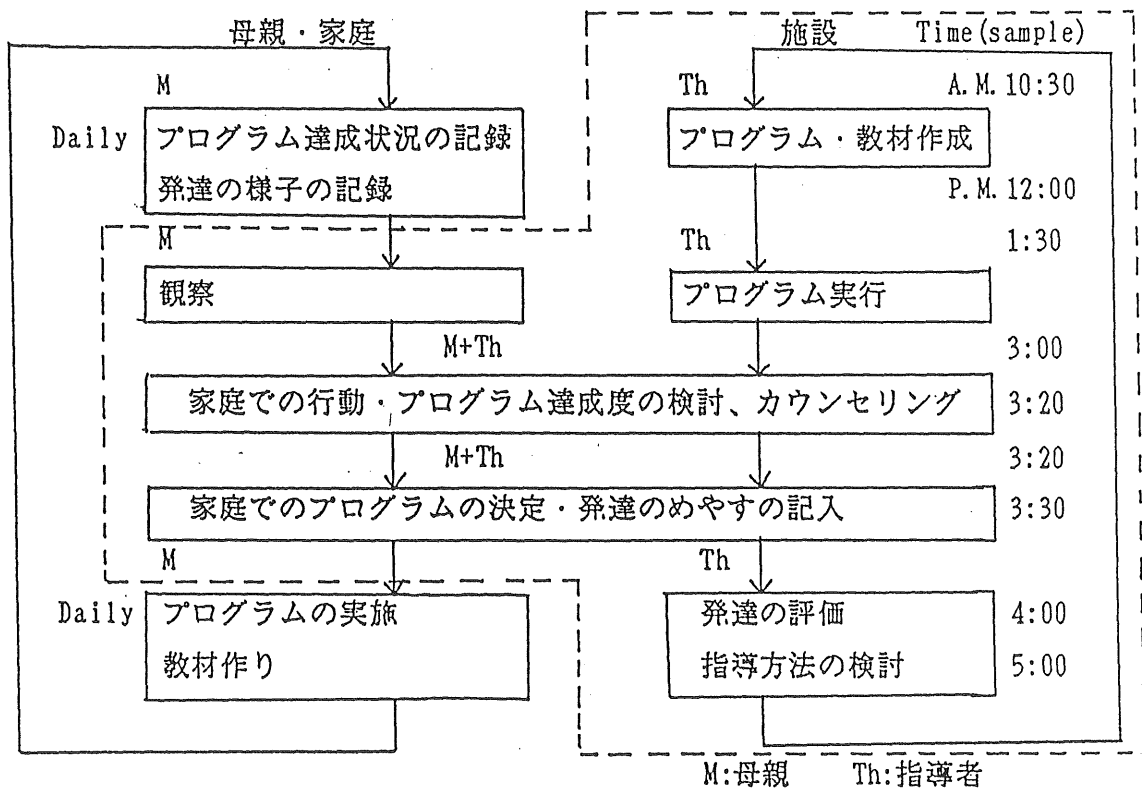 母親・家庭
施設 Time(sample)
M
Th A.M.10:30
Daily プログラム達成状況の記録
発達の様子の記録
プログラム・教材作成
P.M.12:00
M
Th 1:30
観察
プログラム実行
M+Th 3:00
家庭での行動・プログラム達成度の検討、カウンセリング 3:20
M+Th 3:20
家庭でのプログラムの決定・発達のめやすの記入 3:30
M
Th
Daily プログラムの実施
教材作り
発達の評価 4:00
指導方法の検討 5:00
M:母親 Th:指導者